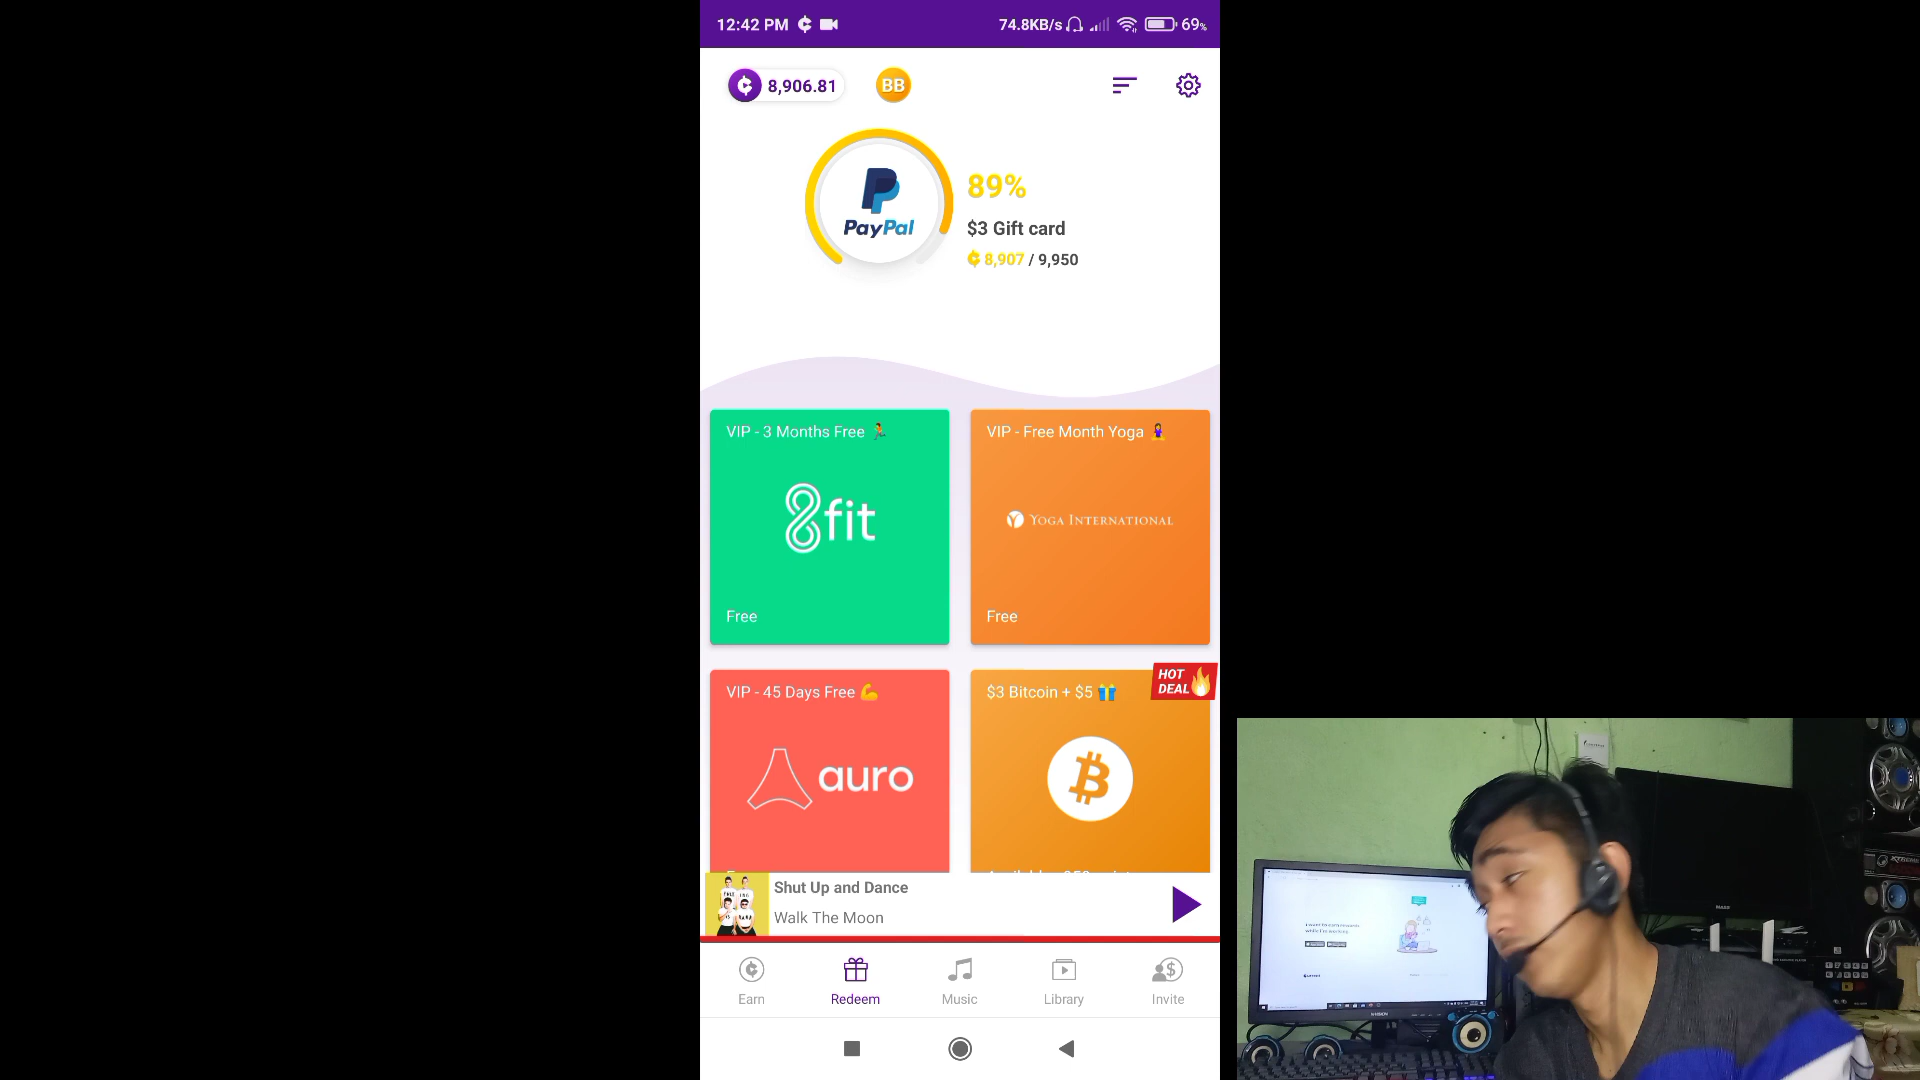 12:42 PM
74.8KB/s
69%
8,906.81
BB
PayPal
89%
$3 Gift card
8,907 / 9,950
VIP - 3 Months Free
8fit
Free
VIP - Free Month Yoga
YOGA INTERNATIONAL
Free
VIP - 45 Days Free
auro
$3 Bitcoin + $5
HOT
DEAL
Shut Up and Dance
Walk The Moon
Earn
Redeem
Music
Library
Invite